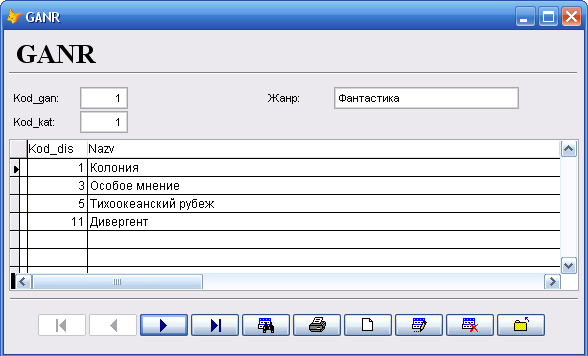 GANR
GANR
Kod_gan: 1 Жанр: Фантастика
Kod_kat: 1
Kod_dis Nazv
1 Колония
3 Особое мнение
5 Тихоокеанский рубеж
11 Дивергент